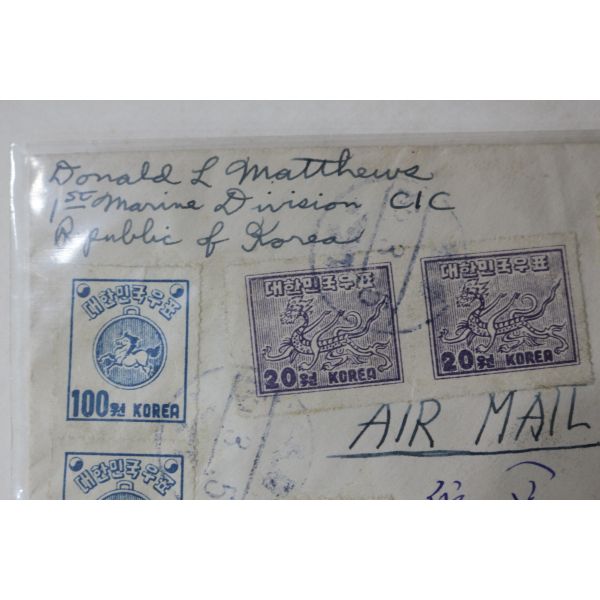 Donald L Matthews
1st Marine Division CIC
Republic of Korea
대한민국우표
100원 KOREA
대한민국우표
20원 KOREA
대한민국우표
20원 KOREA
AIR MAIL
대한민국우표